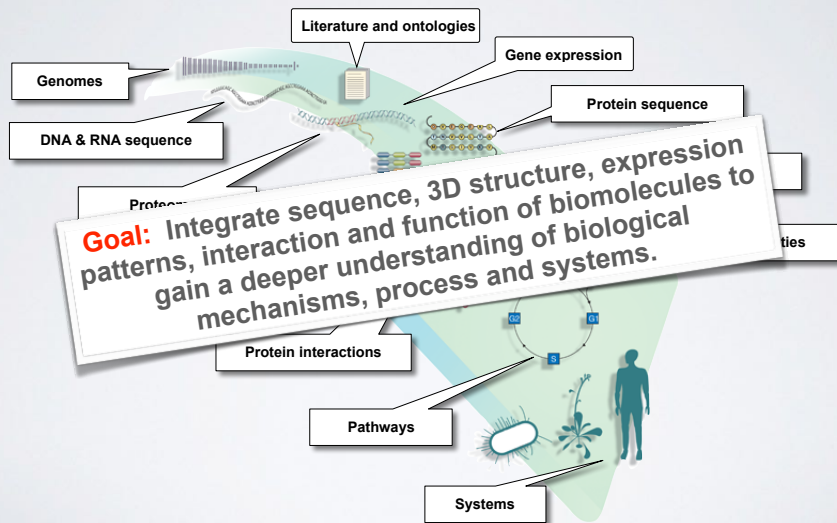 Literature and ontologies
Gene expression
Genomes
Protein sequence
DNA & RNA sequence
Goal: Integrate sequence, 3D structure, expression
patterns, interaction and function of biomolecules to
gain a deeper understanding of biological
mechanisms, process and systems.
G2
G1
S
Protein interactions
Pathways
Systems